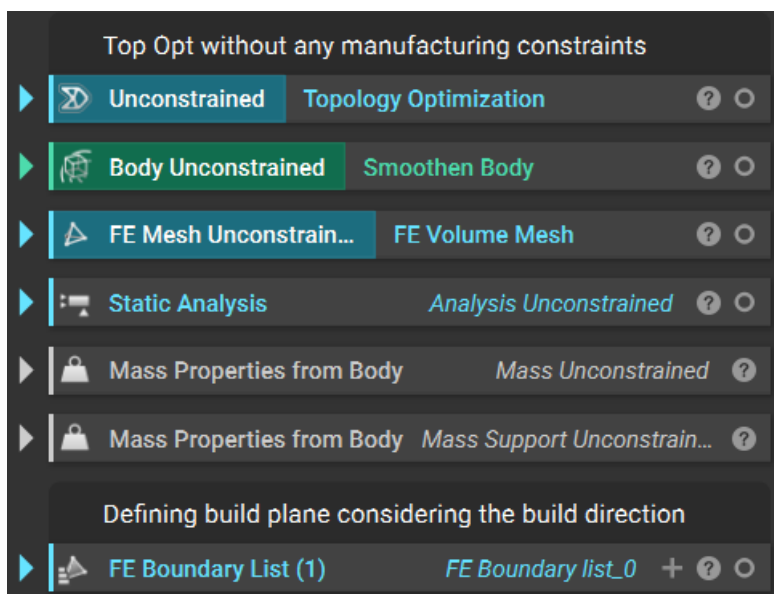 Top Opt without any manufacturing constraints
Unconstrained Topology Optimization ?
Body Unconstrained Smoothen Body ?
FE Mesh Unconstrain... FE Volume Mesh ?
Static Analysis Analysis Unconstrained ?
Mass Properties from Body Mass Unconstrained ?
Mass Properties from Body Mass Support Unconstrain... ?
Defining build plane considering the build direction
FE Boundary List (1) FE Boundary list_0 + ?